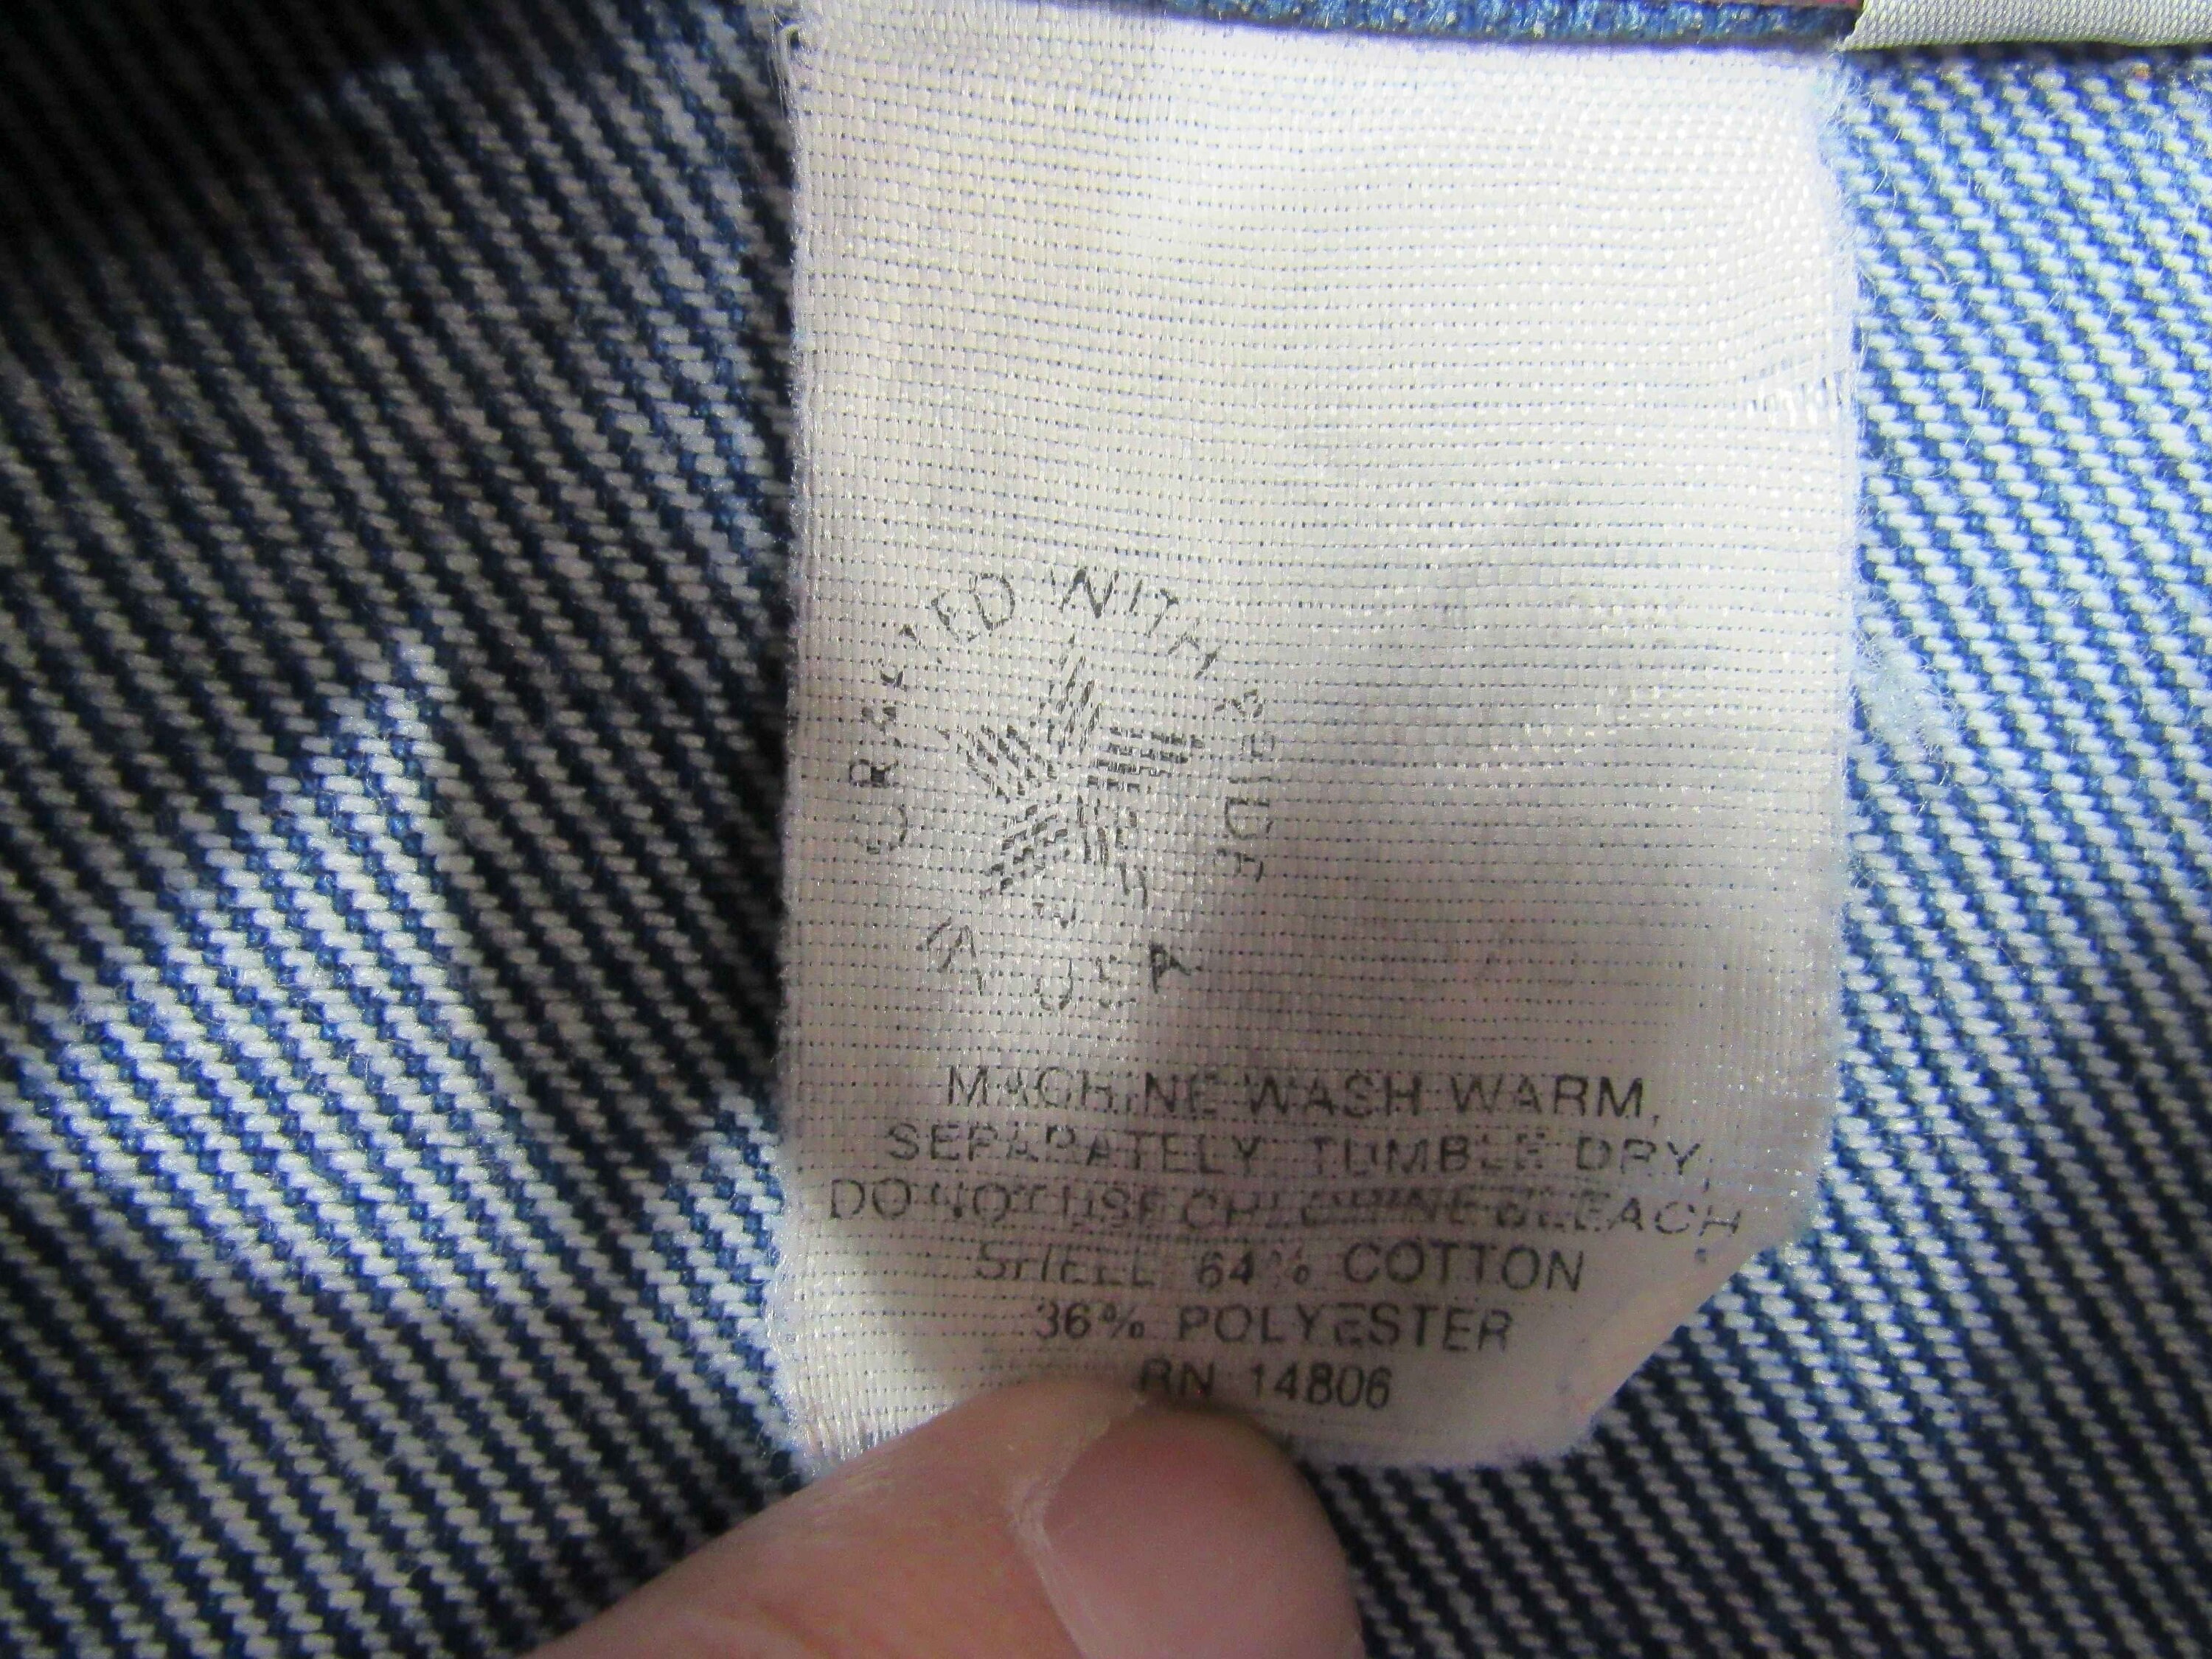 CRAFTED WITH PRIDE
IN USA
MACHINE WASH WARM,
SEPARATELY, TUMBLE DRY,
DO NOT USE CHLORINE BLEACH
SHELL 64% COTTON
36% POLYESTER
RN 14806